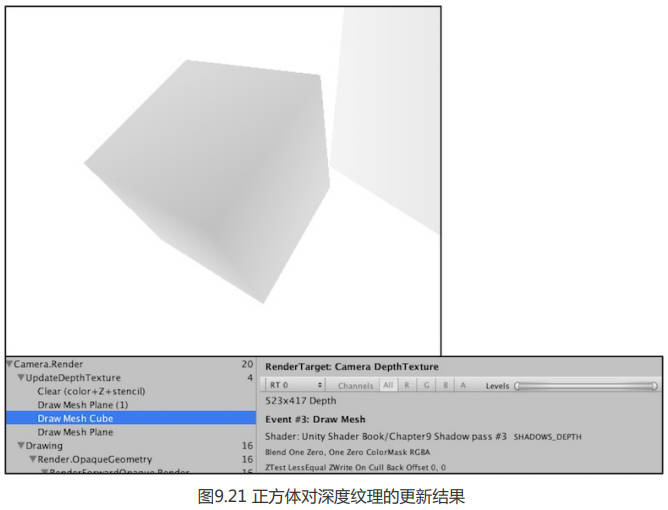 Camera.Render 20
UpdateDepthTexture 4
Clear (color+Z+stencil)
Draw Mesh Plane (1)
Draw Mesh Cube
Draw Mesh Plane
Drawing 16
Render.OpaqueGeometry 16
RenderForwardOpaque.Render 16
RenderTarget: Camera DepthTexture
RT 0 Channels All R G B A Levels
523x417 Depth
Event #3: Draw Mesh
Shader: Unity Shader Book/Chapter9 Shadow pass #3 SHADOWS_DEPTH
Blend One Zero, One Zero ColorMask RGBA
ZTest LessEqual ZWrite On Cull Back Offset 0, 0
图9.21 正方体对深度纹理的更新结果